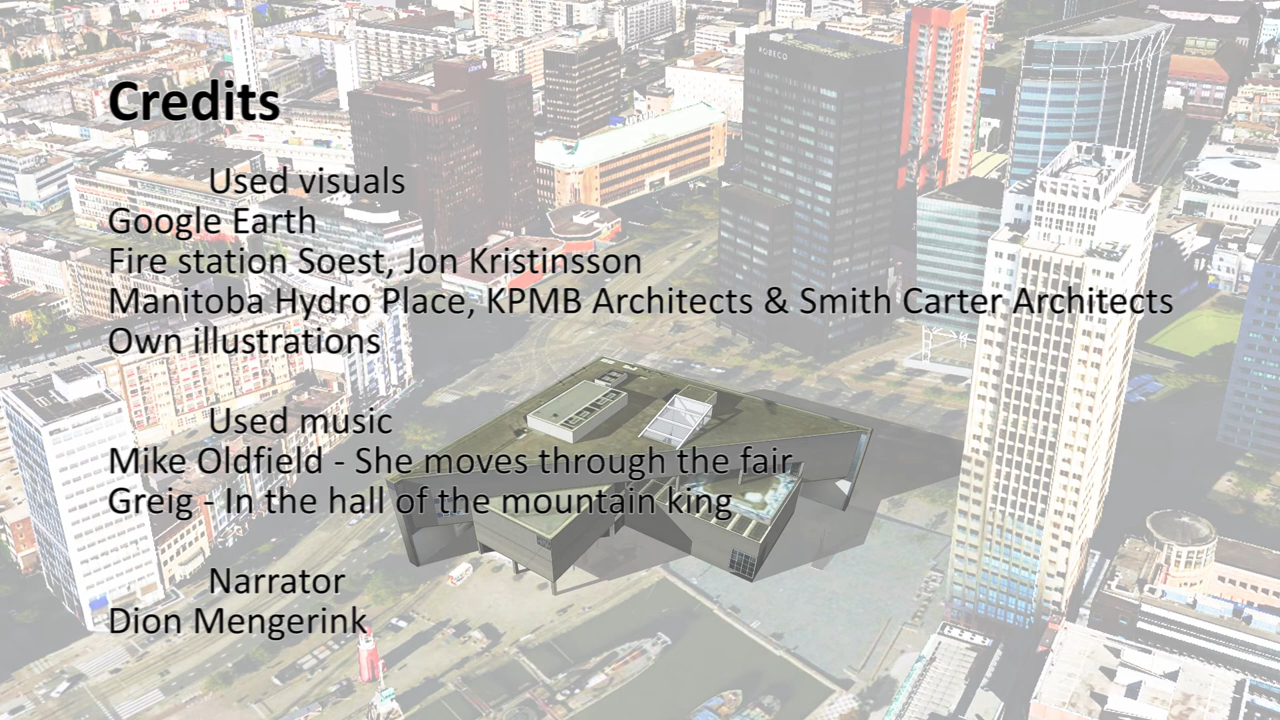 ROBECO
Credits
Used visuals
Google Earth
Fire station Soest, Jon Kristinsson
Manitoba Hydro Place, KPMB Architects & Smith Carter Architects
Own illustrations
Used music
Mike Oldfield - She moves through the fair
Greig - In the hall of the mountain king
Narrator
Dion Mengerink